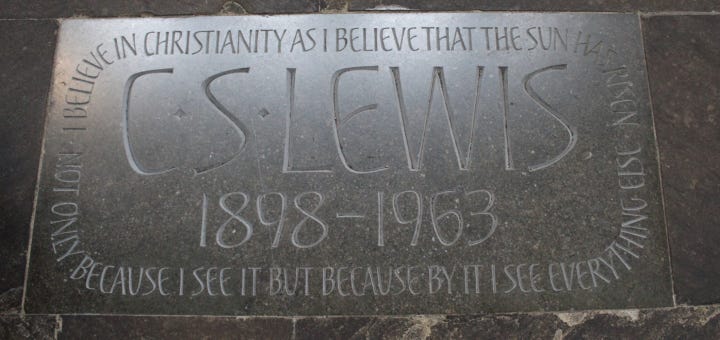 I BELIEVE IN CHRISTIANITY AS I BELIEVE THAT THE SUN HAS RISEN
NOT ONLY BECAUSE I SEE IT BUT BECAUSE BY IT I SEE EVERYTHING ELSE
C·S·LEWIS
1898–1963